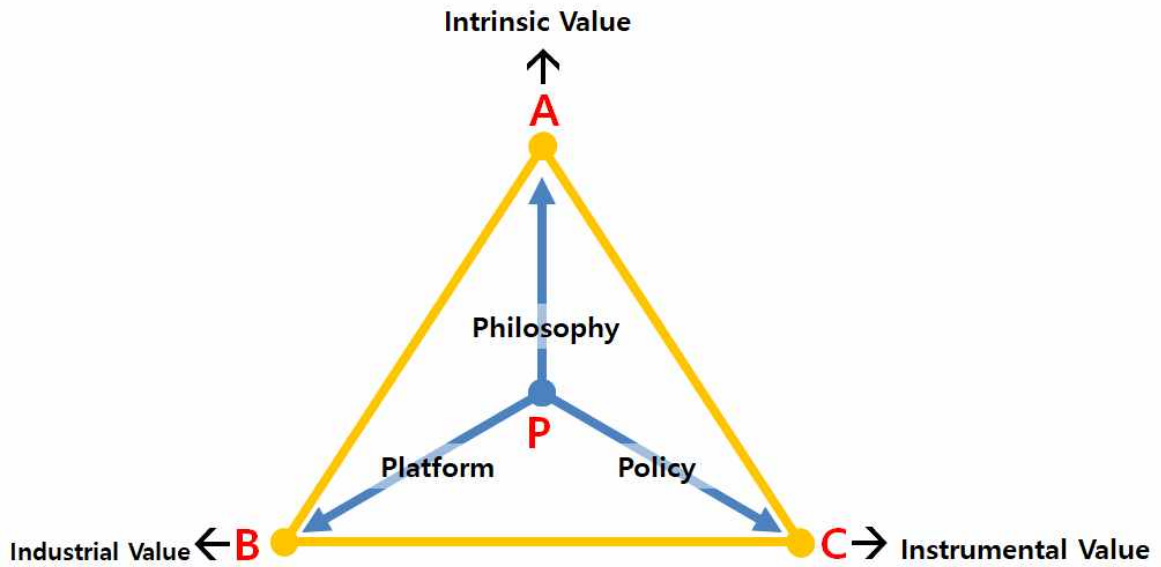 Intrinsic Value
↑
A
Philosophy
P
Platform
Policy
Industrial Value ← B
C → Instrumental Value